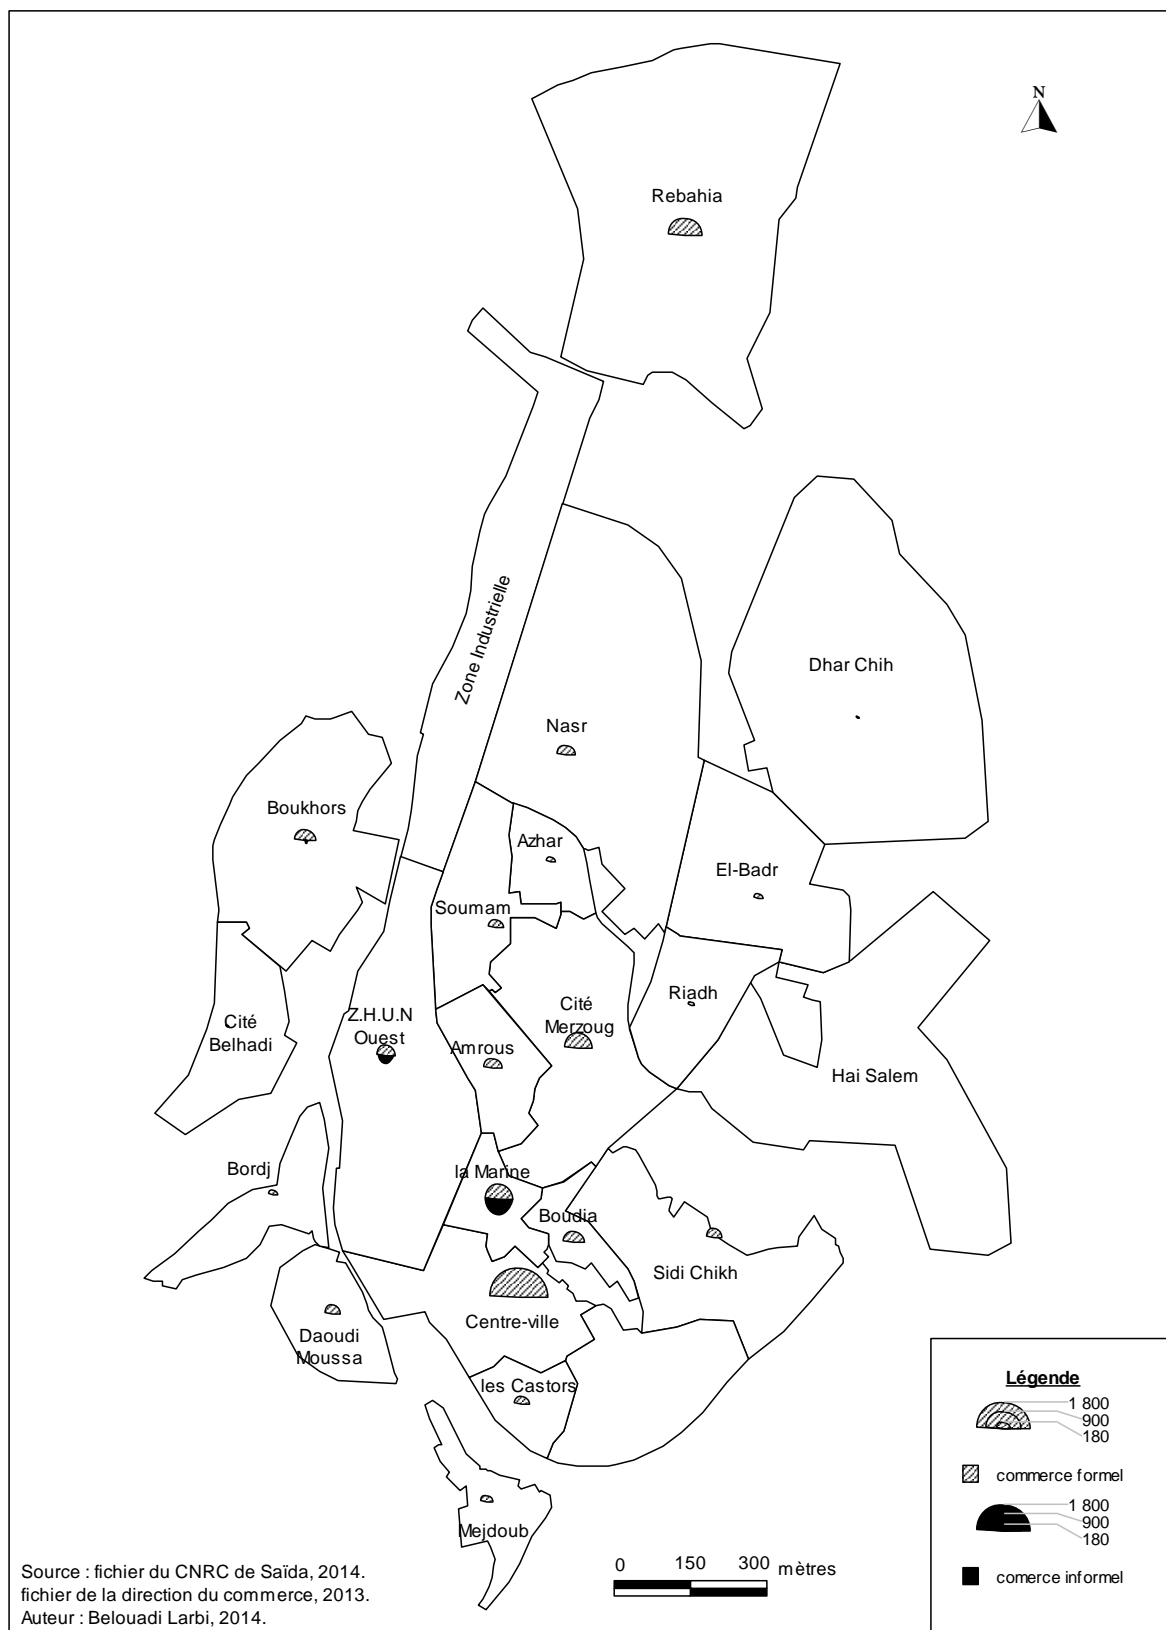 N
Rebahia
Zone Industrielle
Dhar Chih
Nasr
Boukhors
Azhar
El-Badr
Soumam
Riadh
Cité
Merzoug
Z.H.U.N
Ouest
Cité
Belhadi
Amrous
Hai Salem
Bordj
la Marine
Boudia
Sidi Chikh
Centre-ville
Daoudi
Moussa
les Castors
Mejdoub
Légende
1 800
900
180
commerce formel
1 800
900
180
comerce informel
0 150 300 mètres
Source : fichier du CNRC de Saïda, 2014.
fichier de la direction du commerce, 2013.
Auteur : Belouadi Larbi, 2014.